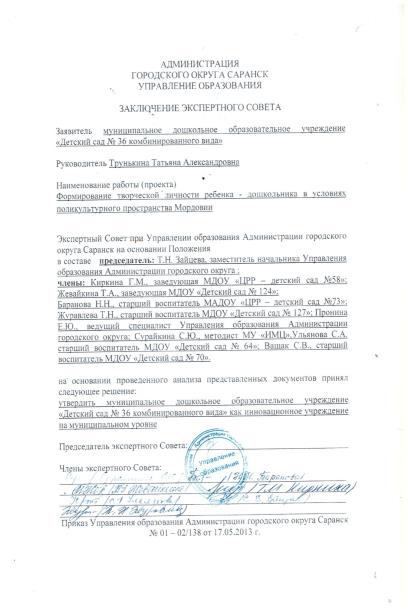 АДМИНИСТРАЦИЯ
ГОРОДСКОГО ОКРУГА САРАНСК
УПРАВЛЕНИЕ ОБРАЗОВАНИЯ
ЗАКЛЮЧЕНИЕ ЭКСПЕРТНОГО СОВЕТА
Заявитель муниципальное дошкольное образовательное учреждение
«Детский сад № 36 комбинированного вида»
Руководитель Трунькина Татьяна Александровна
Наименование работы (проекта)
Формирование творческой личности ребенка - дошкольника в условиях
поликультурного пространства Мордовии
Экспертный Совет при Управлении образования Администрации городского
округа Саранск на основании Положения
в составе председатель: Т.Н. Зайцева, заместитель начальника Управления
образования Администрации городского округа ;
члены: Киркина Г.М., заведующая МДОУ «ЦРР – детский сад №58»;
Жевайкина Т.А., заведующая МДОУ «Детский сад № 124»;
Баранова Н.Н., старший воспитатель МАДОУ «ЦРР – детский сад №73»;
Журавлева Т.Н., старший воспитатель МДОУ «Детский сад № 127»; Пронина
Е.Ю., ведущий специалист Управления образования Администрации
городского округа; Сурайкина С.Ю., методист МУ «ИМЦ»,Ульянова С.А.
старший воспитатель МДОУ «Детский сад № 64»; Ващак С.В., старший
воспитатель МДОУ «Детский сад № 70».
на основании проведенного анализа представленных документов принял
следующее решение:
утвердить муниципальное дошкольное образовательное учреждение
«Детский сад № 36 комбинированного вида» как инновационное учреждение
на муниципальном уровне
Председатель экспертного Совета:
Управление
образования
Члены экспертного Совета:
Приказ Управления образования Администрации городского округа Саранск
№ 01 – 02/138 от 17.05.2013 г.